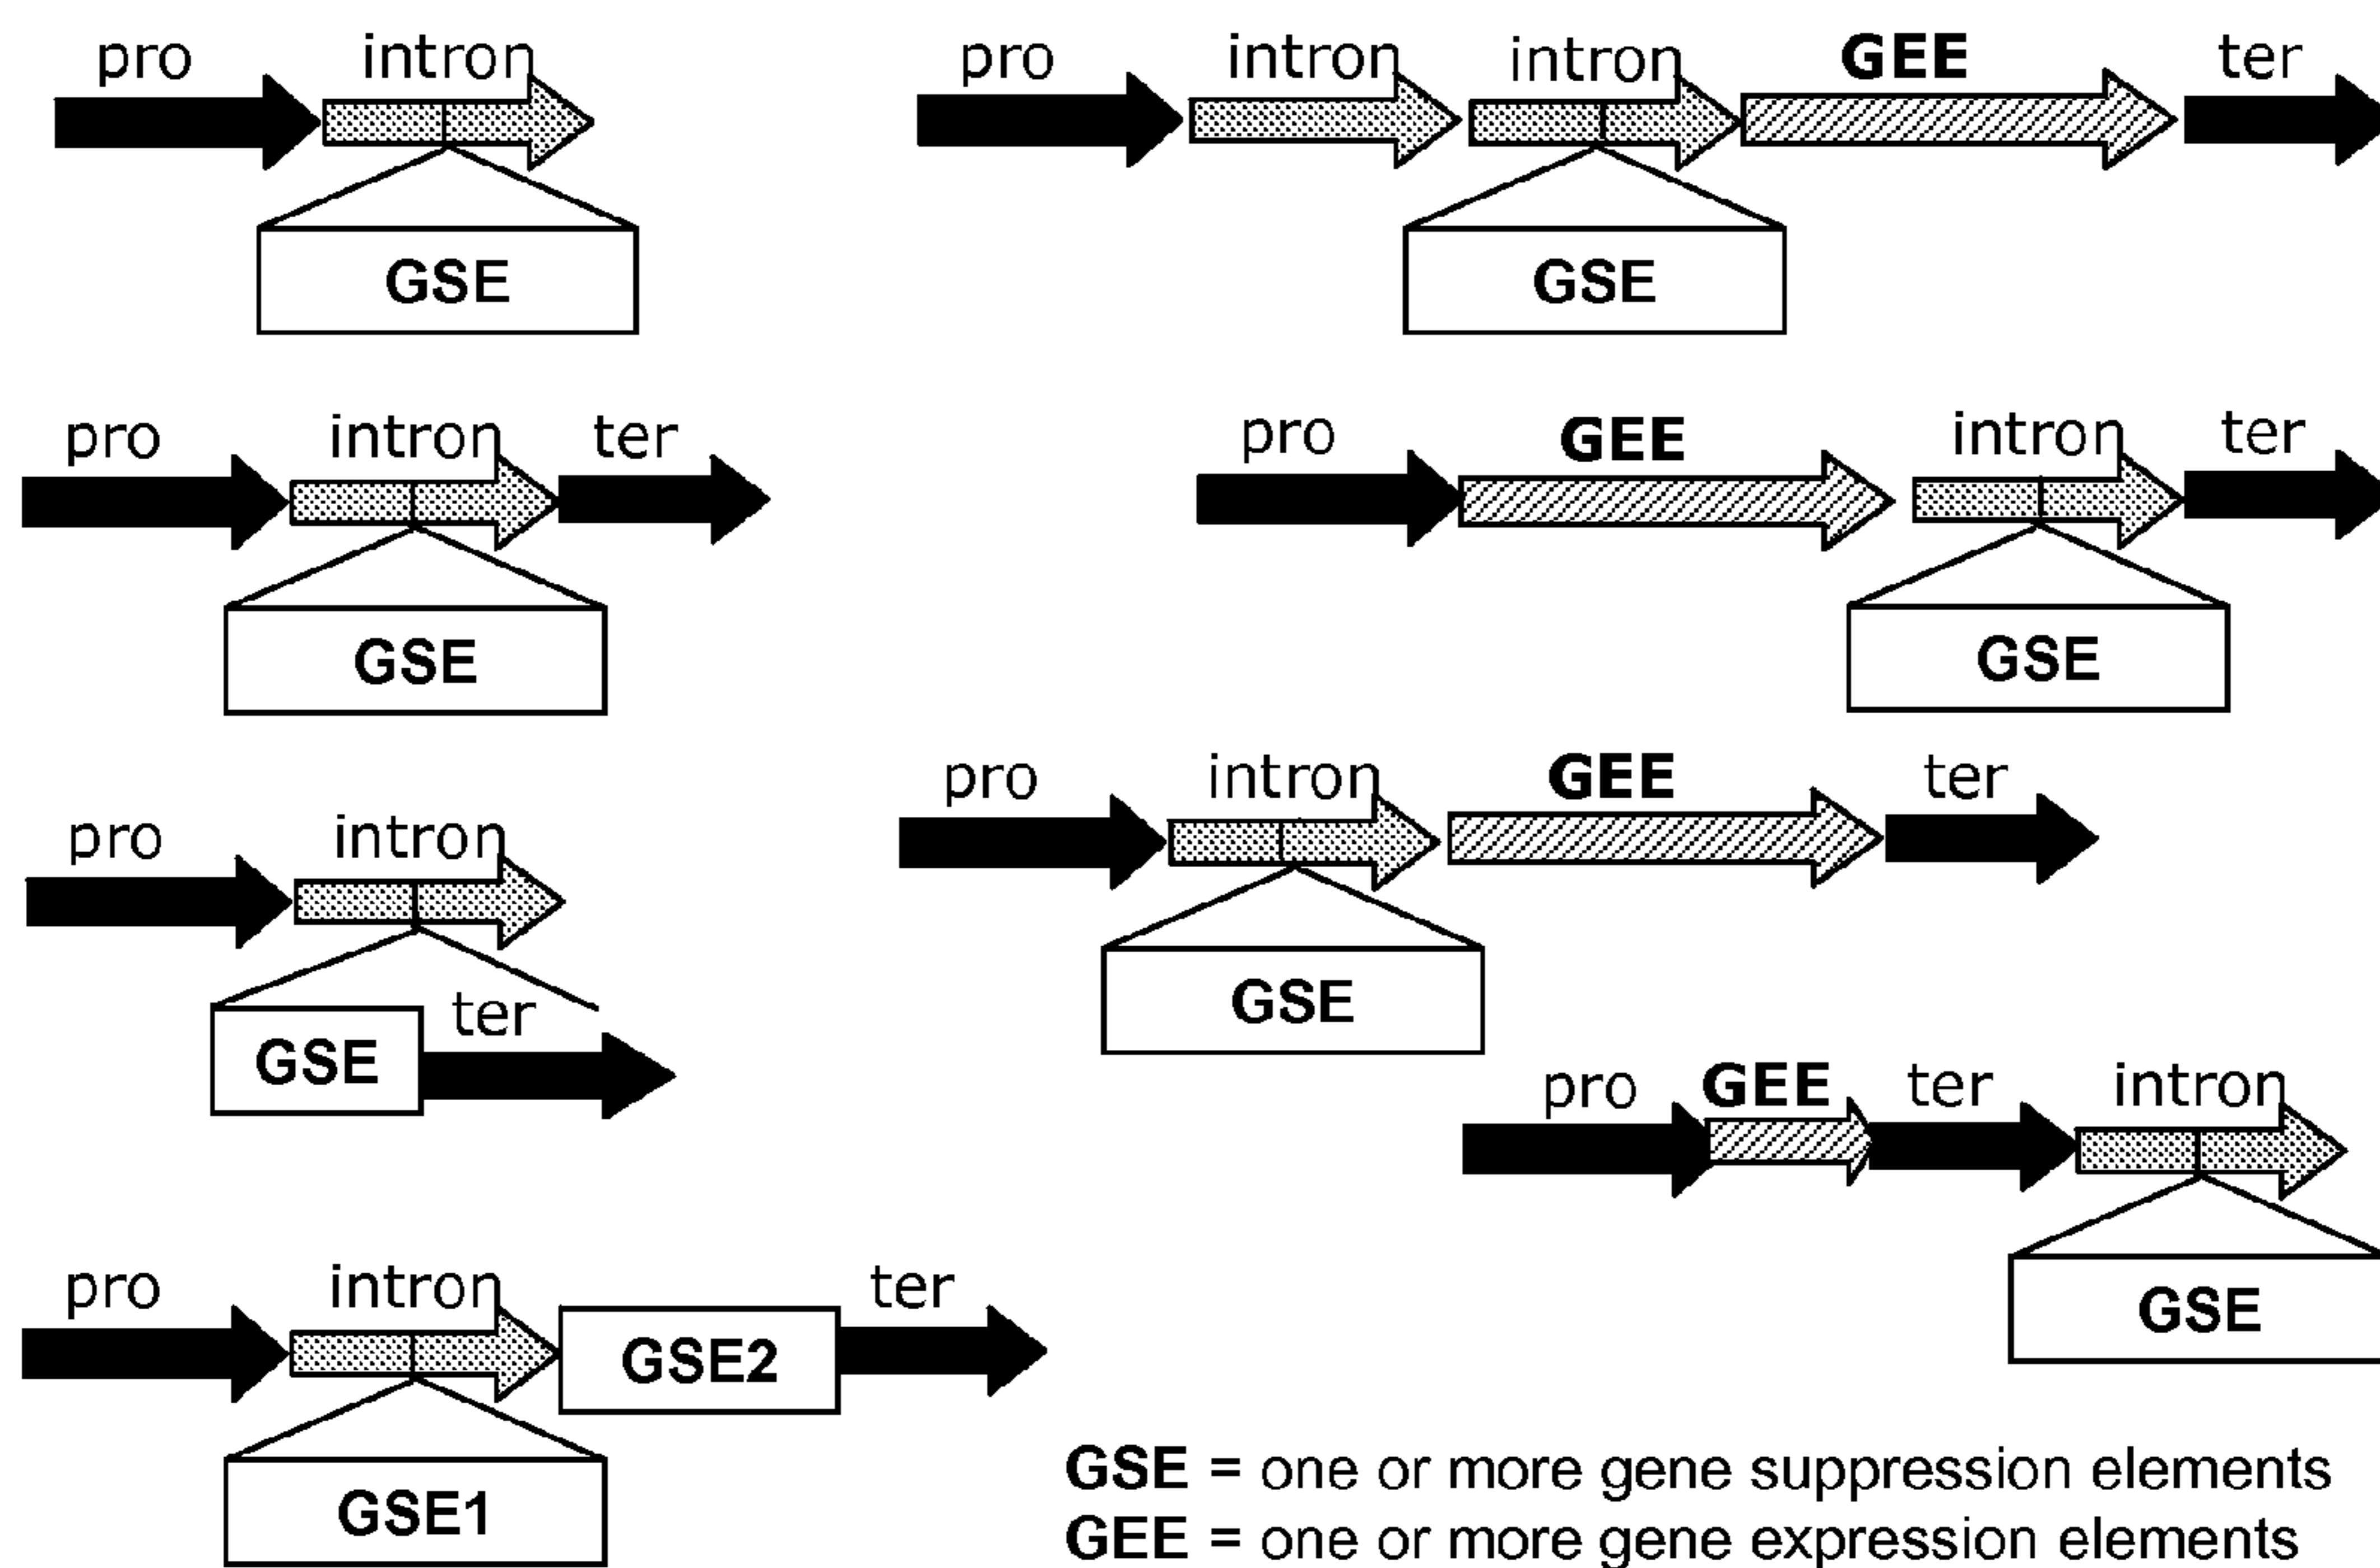 pro intron
GSE
pro intron ter
GSE
pro intron
GSE ter
pro intron GSE2 ter
GSE1
pro intron intron GEE ter
GSE
pro GEE intron ter
GSE
pro intron GEE ter
GSE
pro GEE ter intron
GSE
GSE = one or more gene suppression elements
GEE = one or more gene expression elements